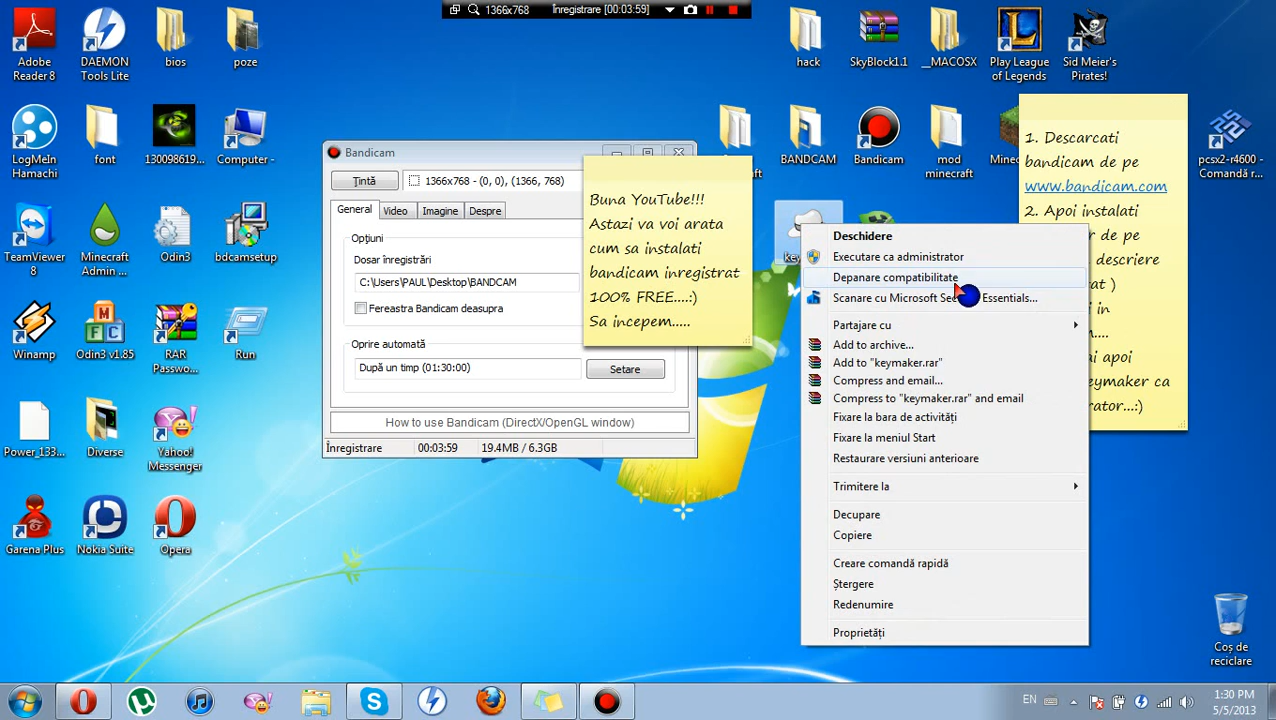 1366x768
Înregistrare [00:03:59]
Adobe
Reader 8
DAEMON
Tools Lite
bios
poze
hack
SkyBlock1.1
__MACOSX
Play League
of Legends
Sid Meier's
Pirates!
LogMeIn
Hamachi
font
130098619...
Computer -
BANDCAM
Bandicam
mod
minecraft
pcsx2-r4600 -
Comandă r...
TeamViewer
8
Minecraft
Admin ...
Odin3
bdcamsetup
Winamp
Odin3 v1.85
RAR
Passwo...
Run
Power_133...
Diverse
Yahoo!
Messenger
Garena Plus
Nokia Suite
Opera
Bandicam
Țintă
1366x768 - (0, 0), (1366, 768)
General
Video
Imagine
Despre
Opțiuni
Dosar înregistrări
C:\Users\PAUL\Desktop\BANDCAM
Fereastra Bandicam deasupra
Oprire automată
După un timp (01:30:00)
Setare
How to use Bandicam (DirectX/OpenGL window)
Înregistrare
00:03:59
19.4MB / 6.3GB
Buna YouTube!!!
Astazi va voi arata
cum sa instalati
bandicam inregistrat
100% FREE....:)
Sa incepem.....
1. Descarcati
bandicam de pe
www.bandicam.com
2. Apoi instalati
de pe
descriere
at )
in
apoi
keymaker ca
rator...:)
Deschidere
Executare ca administrator
Depanare compatibilitate
Scanare cu Microsoft Se Essentials...
Partajare cu
Add to archive...
Add to "keymaker.rar"
Compress and email...
Compress to "keymaker.rar" and email
Fixare la bara de activități
Fixare la meniul Start
Restaurare versiuni anterioare
Trimitere la
Decupare
Copiere
Creare comandă rapidă
Ștergere
Redenumire
Proprietăți
Coș de
reciclare
EN
1:30 PM
5/5/2013